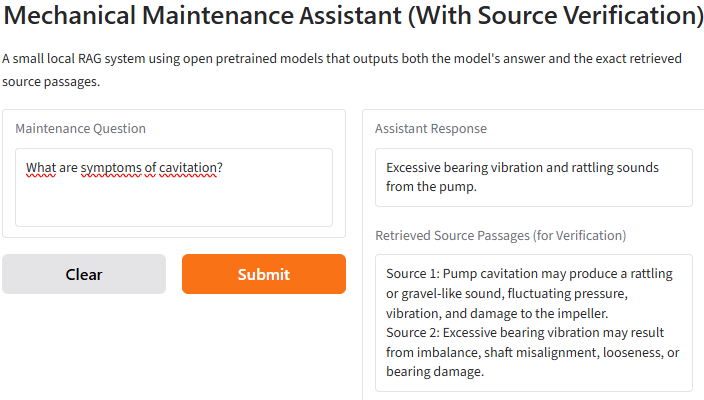 Mechanical Maintenance Assistant (With Source Verification)
A small local RAG system using open pretrained models that outputs both the model's answer and the exact retrieved
source passages.
Maintenance Question
What are symptoms of cavitation?
Clear
Submit
Assistant Response
Excessive bearing vibration and rattling sounds
from the pump.
Retrieved Source Passages (for Verification)
Source 1: Pump cavitation may produce a rattling
or gravel-like sound, fluctuating pressure,
vibration, and damage to the impeller.
Source 2: Excessive bearing vibration may result
from imbalance, shaft misalignment, looseness, or
bearing damage.